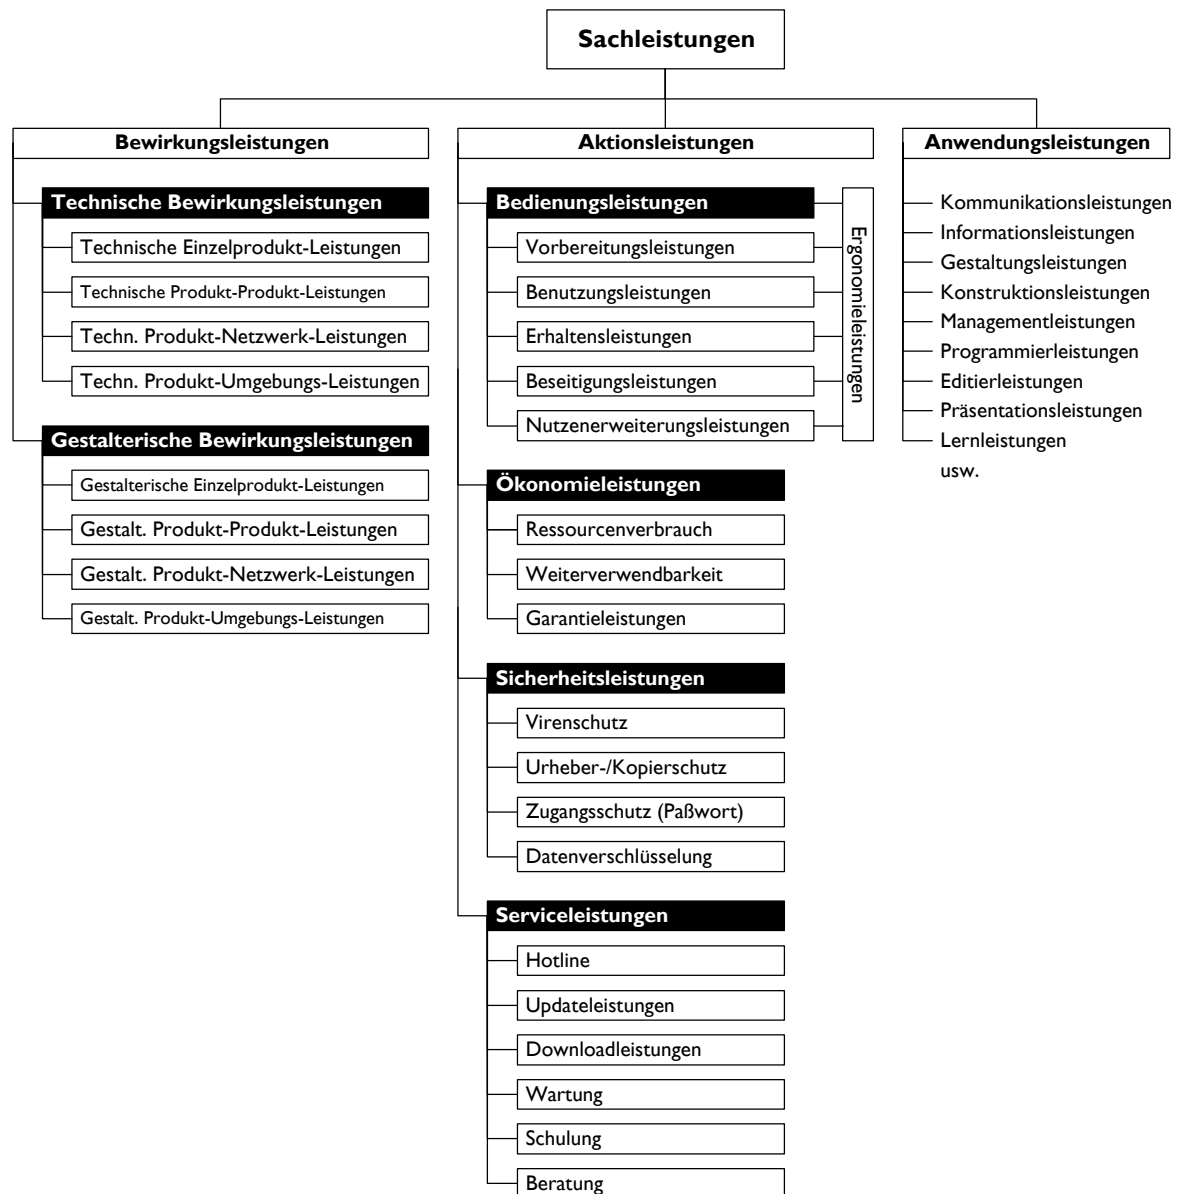 Sachleistungen
Bewirkungsleistungen
Technische Bewirkungsleistungen
Technische Einzelprodukt-Leistungen
Technische Produkt-Produkt-Leistungen
Techn. Produkt-Netzwerk-Leistungen
Techn. Produkt-Umgebungs-Leistungen
Gestalterische Bewirkungsleistungen
Gestalterische Einzelprodukt-Leistungen
Gestalt. Produkt-Produkt-Leistungen
Gestalt. Produkt-Netzwerk-Leistungen
Gestalt. Produkt-Umgebungs-Leistungen
Aktionsleistungen
Bedienungsleistungen
Vorbereitungsleistungen
Benutzungsleistungen
Erhaltensleistungen
Beseitigungsleistungen
Nutzenerweiterungsleistungen
Ergonomieleistungen
Ökonomieleistungen
Ressourcenverbrauch
Weiterverwendbarkeit
Garantieleistungen
Sicherheitsleistungen
Virenschutz
Urheber-/Kopierschutz
Zugangsschutz (Paßwort)
Datenverschlüsselung
Serviceleistungen
Hotline
Updateleistungen
Downloadleistungen
Wartung
Schulung
Beratung
Anwendungsleistungen
Kommunikationsleistungen
Informationsleistungen
Gestaltungsleistungen
Konstruktionsleistungen
Managementleistungen
Programmierleistungen
Editierleistungen
Präsentationsleistungen
Lernleistungen
usw.